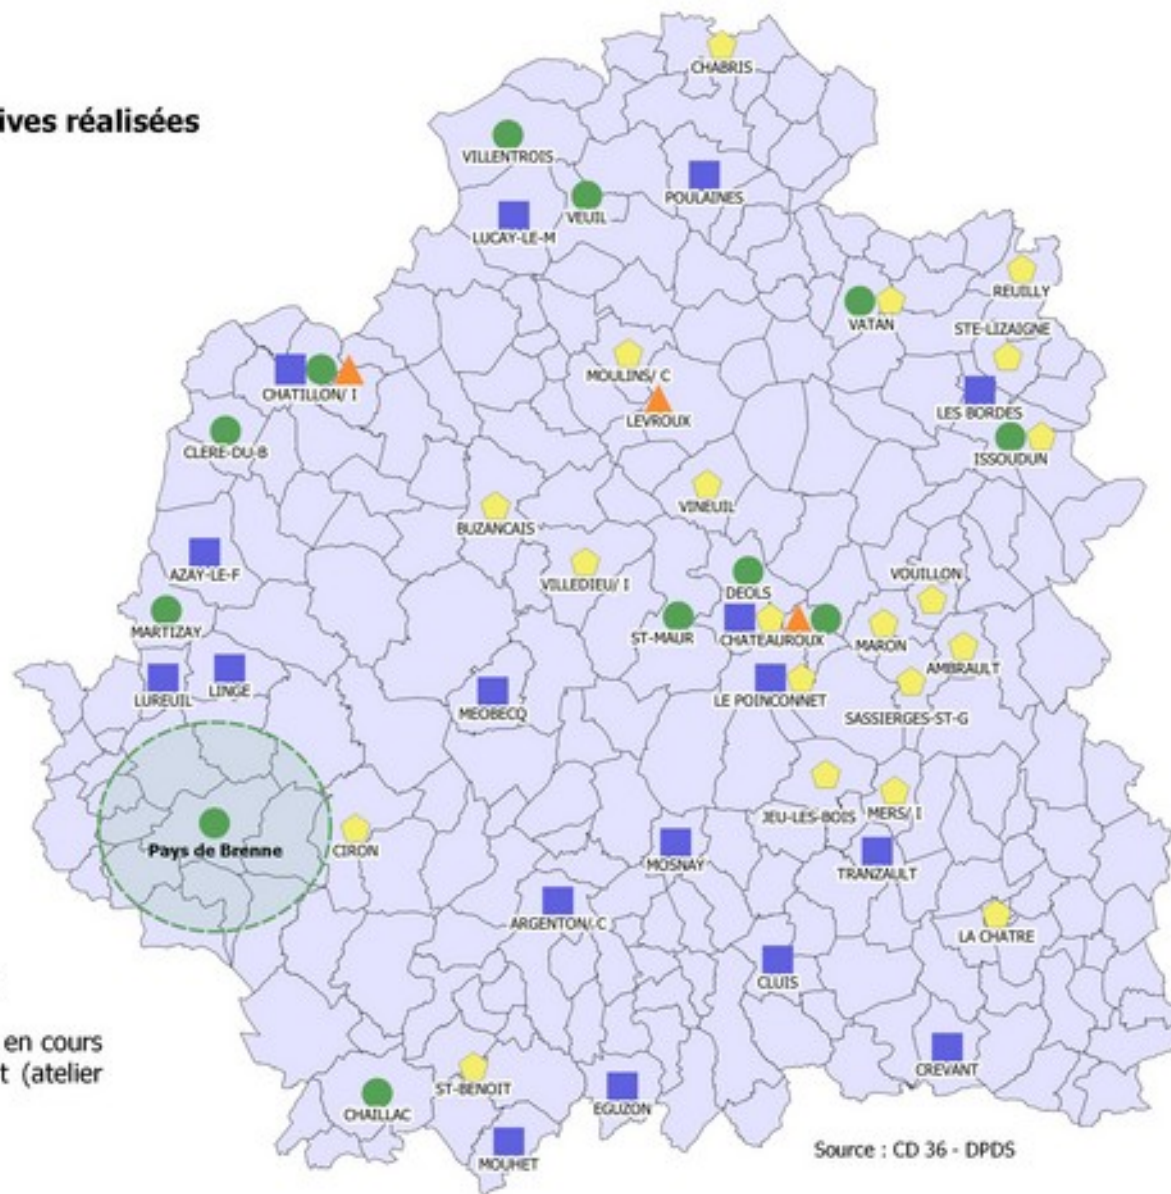 ives réalisées
CHABRIS
VILLENTROIS
POULAINES
VEUIL
LUCAY-LE-M
REUILLY
VATAN
STE-LIZAIGNE
MOULINS/ C
CHATILLON/ I
LES BORDES
LEVROUX
CLERE-DU-B
ISSOUDUN
VINEUIL
BUZANCAIS
AZAY-LE-F
VILLEDIEU/ I
VOUILLON
DEOLS
MARTIZAY
ST-MAUR
CHATEAUROUX
MARON
AMBRAULT
LINGE
LUREUIL
LE POINCONNET
MEOBECQ
SASSIERGES-ST-G
JEU-LES-BOIS
MERS/ I
Pays de Brenne
CIRON
MOSNAY
TRANZAULT
ARGENTON/ C
LA CHATRE
CLUIS
en cours
t (atelier
CREVANT
ST-BENOIT
CHAILLAC
EGUZON
Source : CD 36 - DPDS
MOUHET